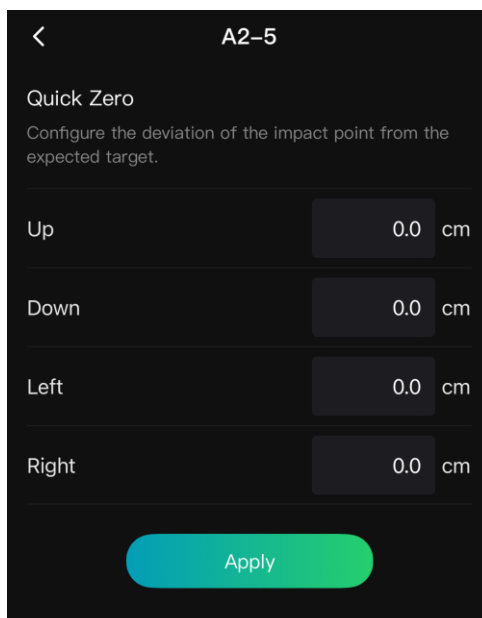 A2-5
Quick Zero
Configure the deviation of the impact point from the
expected target.
Up 0.0 cm
Down 0.0 cm
Left 0.0 cm
Right 0.0 cm
Apply